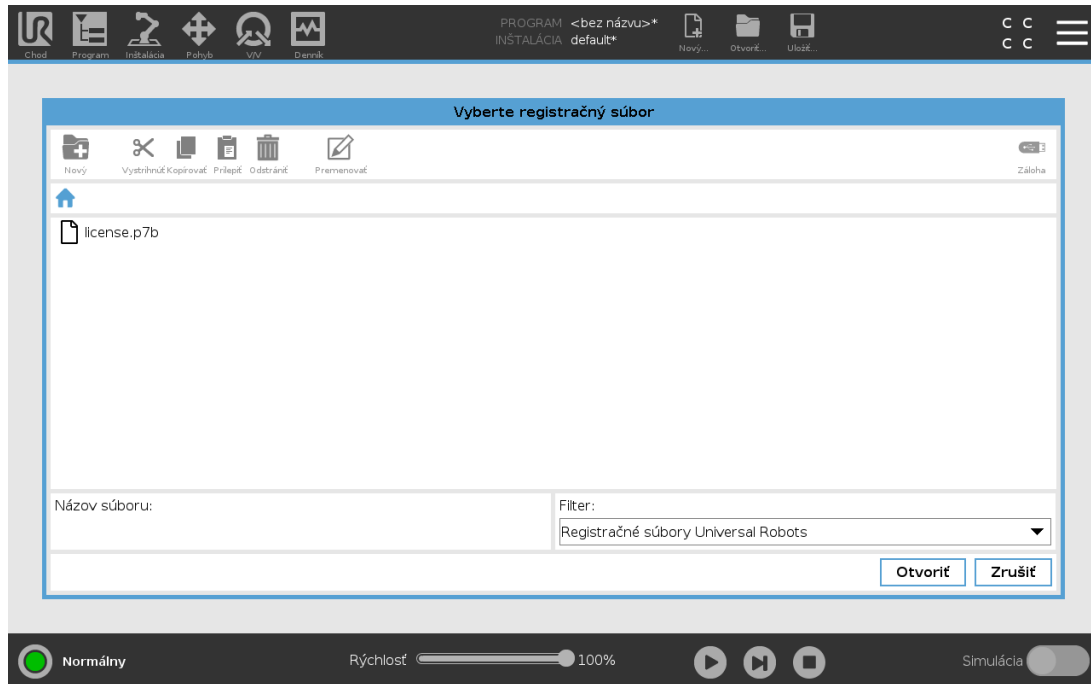 PROGRAM <bez názvu>*
INŠTALÁCIA default*
C C
C C
Chod Program Inštalácia Pohyb V/V Denník Nový... Otvoriť... Uložiť...
Vyberte registračný súbor
Nový Vystrihnúť Kopírovať Prilepiť Odstrániť Premenovať Záloha
license.p7b
Názov súboru: Filter:
Registračné súbory Universal Robots
Otvoriť Zrušiť
Normálny Rýchlosť 100% Simulácia